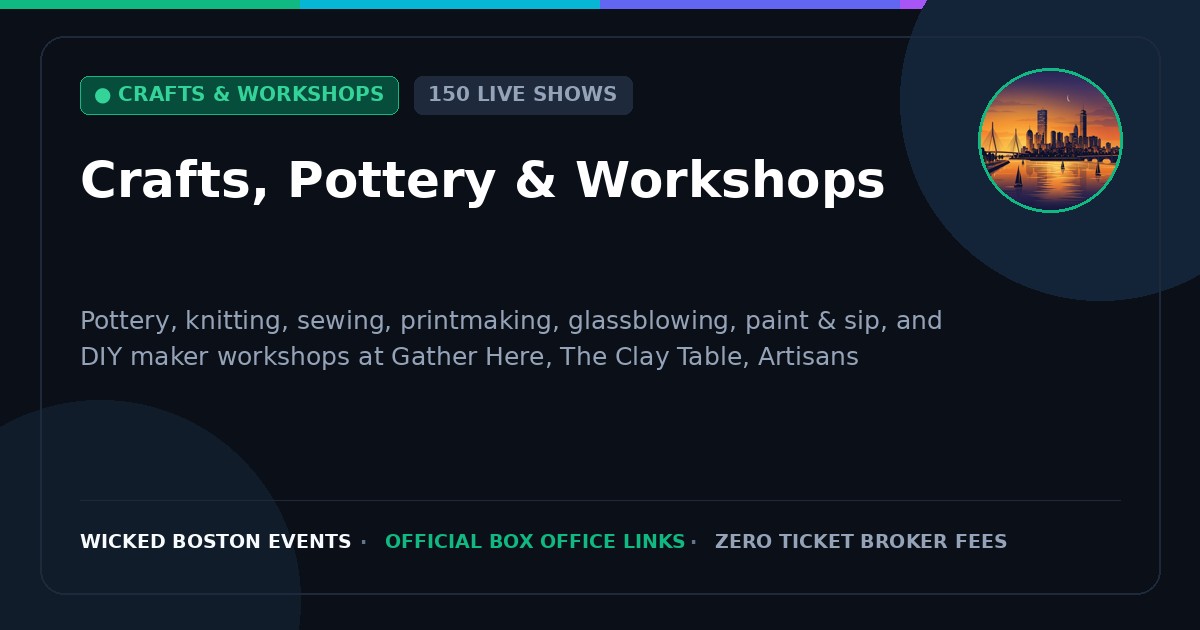 CRAFTS & WORKSHOPS
150 LIVE SHOWS
Crafts, Pottery & Workshops
Pottery, knitting, sewing, printmaking, glassblowing, paint & sip, and
DIY maker workshops at Gather Here, The Clay Table, Artisans
WICKED BOSTON EVENTS · OFFICIAL BOX OFFICE LINKS · ZERO TICKET BROKER FEES